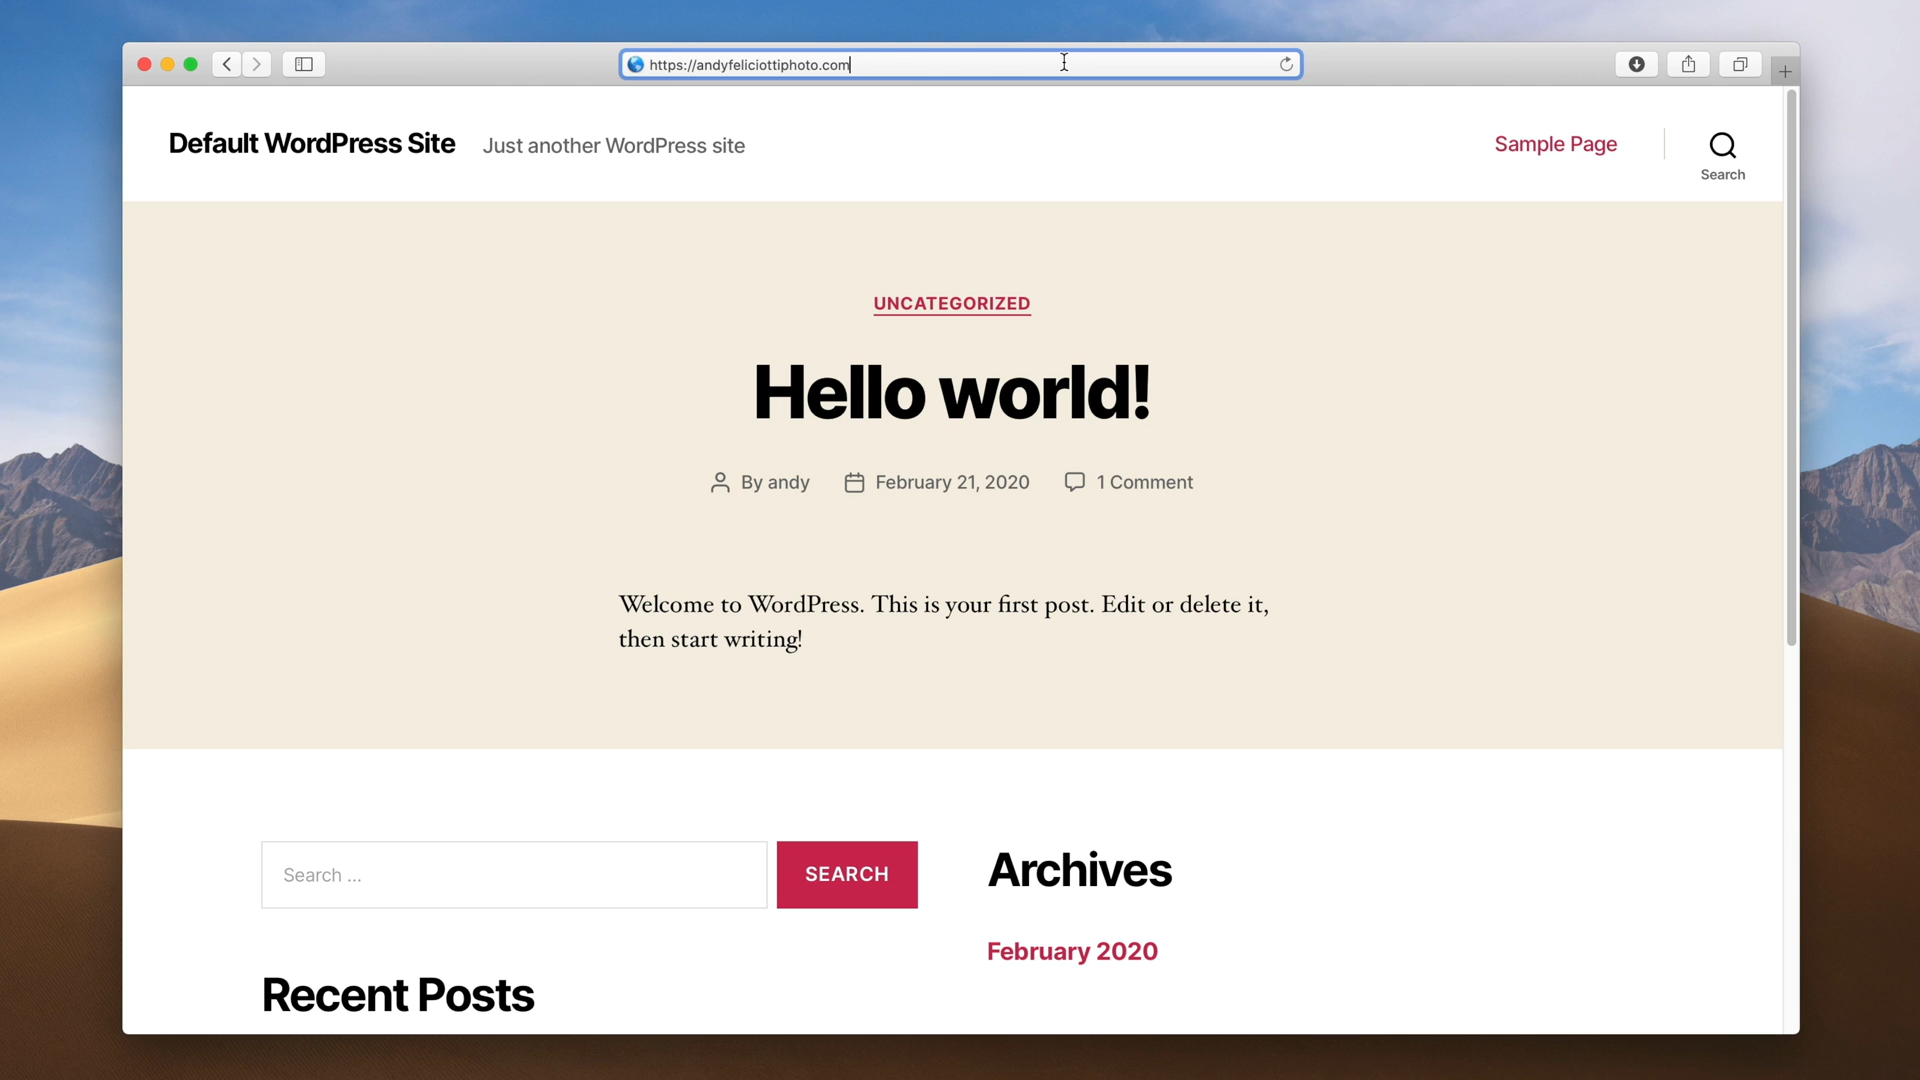 https://andyfeliciottiphoto.com
Default WordPress Site Just another WordPress site
Sample Page
Search
UNCATEGORIZED
Hello world!
By andy February 21, 2020 1 Comment
Welcome to WordPress. This is your first post. Edit or delete it,
then start writing!
Search ...
SEARCH
Recent Posts
Archives
February 2020